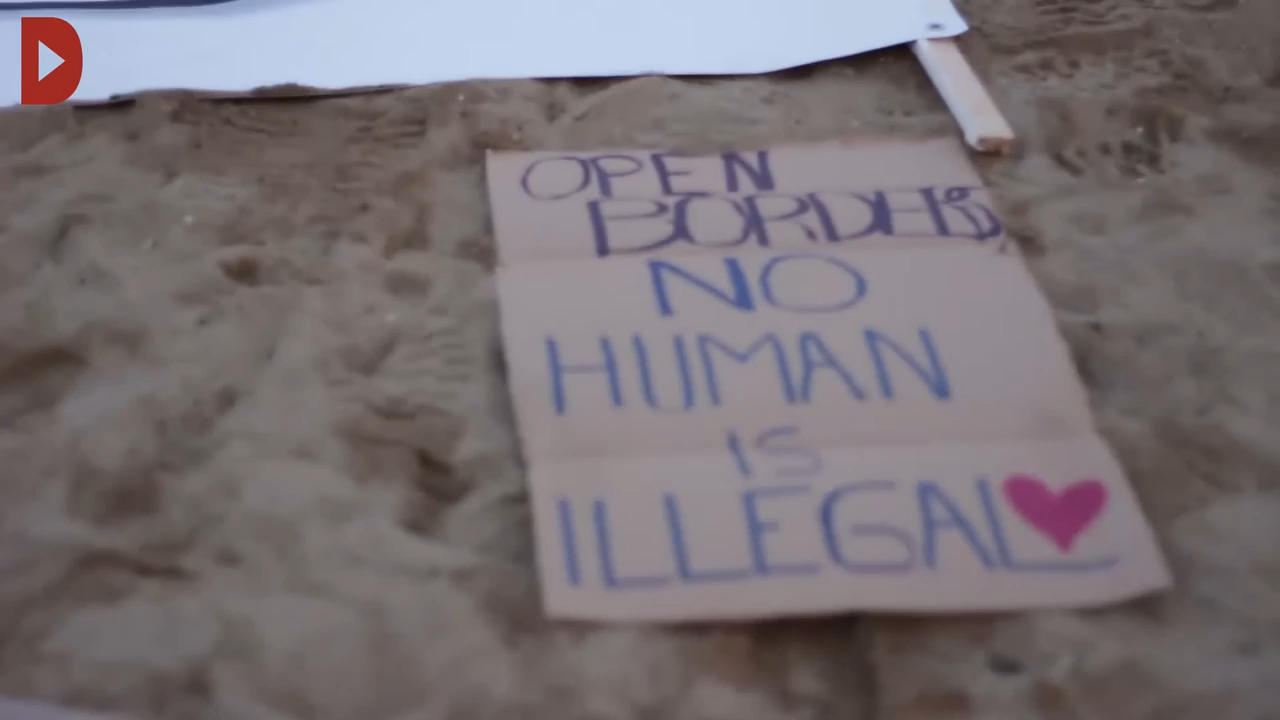 D
OPEN
BORDERS
NO
HUMAN
IS
ILLEGAL